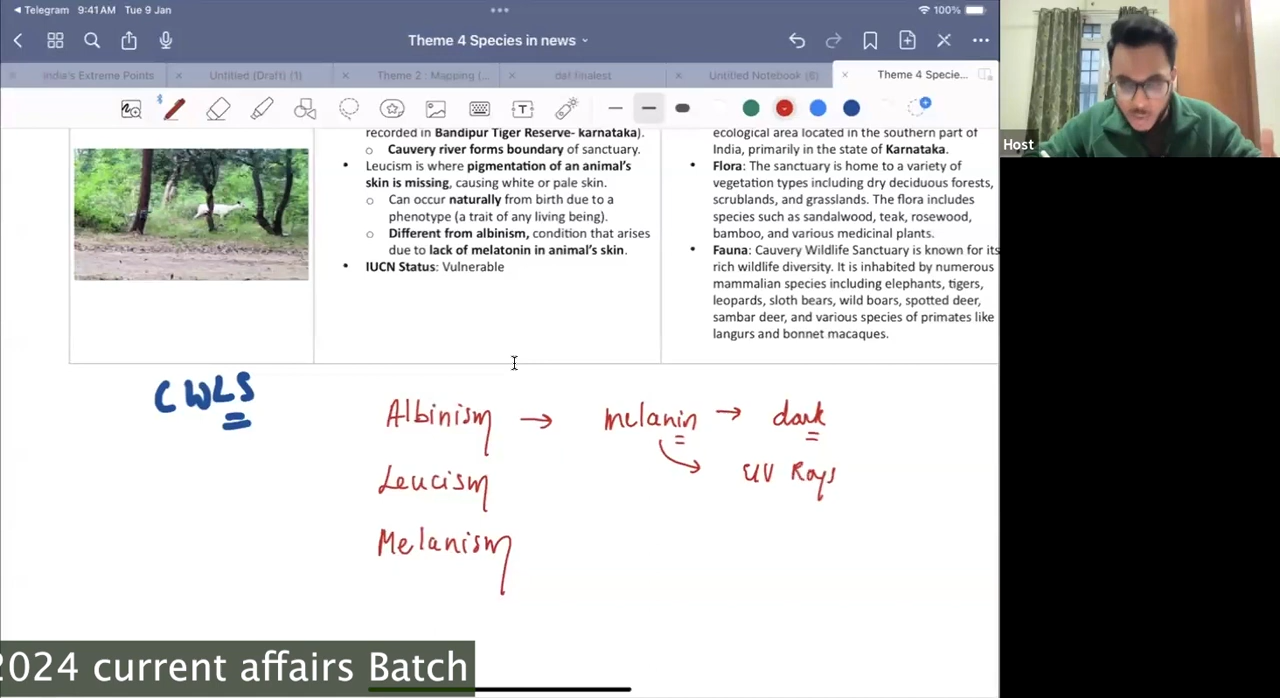 Telegram 9:41 AM Tue 9 Jan
100%
Theme 4 Species in news
India's Extreme Points
Untitled (Draft) (1)
Theme 2 : Mapping (...
daf finalest
Untitled Notebook (6)
Theme 4 Specie...
recorded in Bandipur Tiger Reserve- karnataka).
Cauvery river forms boundary of sanctuary.
Leucism is where pigmentation of an animal's
skin is missing, causing white or pale skin.
Can occur naturally from birth due to a
phenotype (a trait of any living being).
Different from albinism, condition that arises
due to lack of melatonin in animal's skin.
IUCN Status: Vulnerable
ecological area located in the southern part of
India, primarily in the state of Karnataka.
Flora: The sanctuary is home to a variety of
vegetation types including dry deciduous forests,
scrublands, and grasslands. The flora includes
species such as sandalwood, teak, rosewood,
bamboo, and various medicinal plants.
Fauna: Cauvery Wildlife Sanctuary is known for its
rich wildlife diversity. It is inhabited by numerous
mammalian species including elephants, tigers,
leopards, sloth bears, wild boars, spotted deer,
sambar deer, and various species of primates like
langurs and bonnet macaques.
CWLS
Albinism → melanin → dark
UV Rays
Leucism
Melanism
Host
2024 current affairs Batch